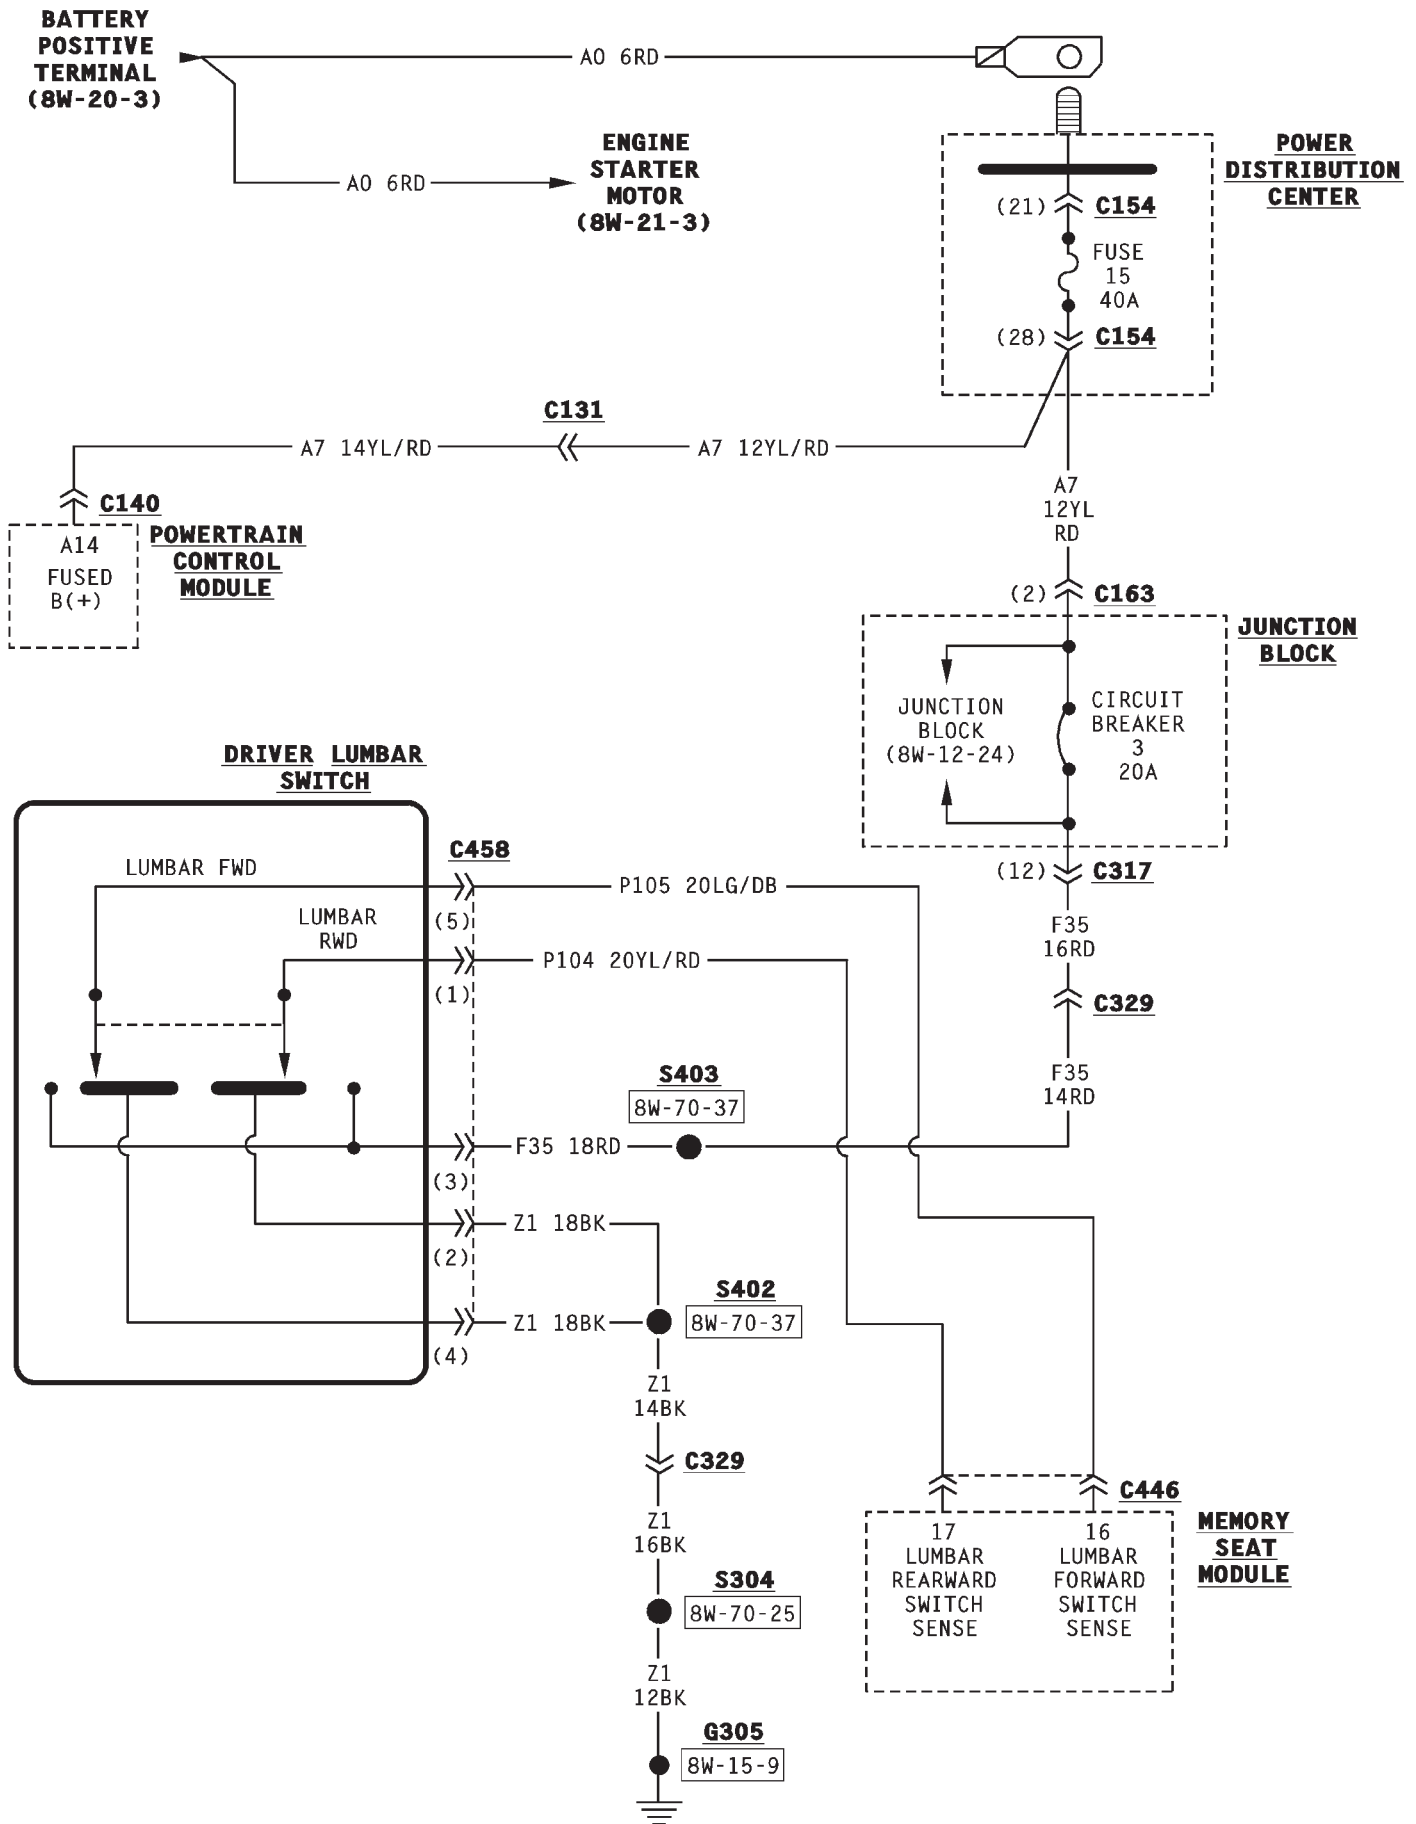 BATTERY
POSITIVE
TERMINAL
(8W-20-3)
A0 6RD
A0 6RD
ENGINE
STARTER
MOTOR
(8W-21-3)
POWER
DISTRIBUTION
CENTER
(21) C154
FUSE
15
40A
(28) C154
C131
A7 14YL/RD
A7 12YL/RD
A7
12YL
RD
C140
POWERTRAIN
CONTROL
MODULE
A14
FUSED
B(+)
(2) C163
JUNCTION
BLOCK
JUNCTION
BLOCK
(8W-12-24)
CIRCUIT
BREAKER
3
20A
(12) C317
F35
16RD
C329
F35
14RD
DRIVER LUMBAR
SWITCH
LUMBAR FWD
LUMBAR
RWD
C458
(5)
P105 20LG/DB
(1)
P104 20YL/RD
S403
8W-70-37
F35 18RD
(3)
Z1 18BK
(2)
S402
8W-70-37
Z1 18BK
(4)
Z1
14BK
C329
Z1
16BK
S304
8W-70-25
Z1
12BK
G305
8W-15-9
C446
MEMORY
SEAT
MODULE
17
LUMBAR
REARWARD
SWITCH
SENSE
16
LUMBAR
FORWARD
SWITCH
SENSE